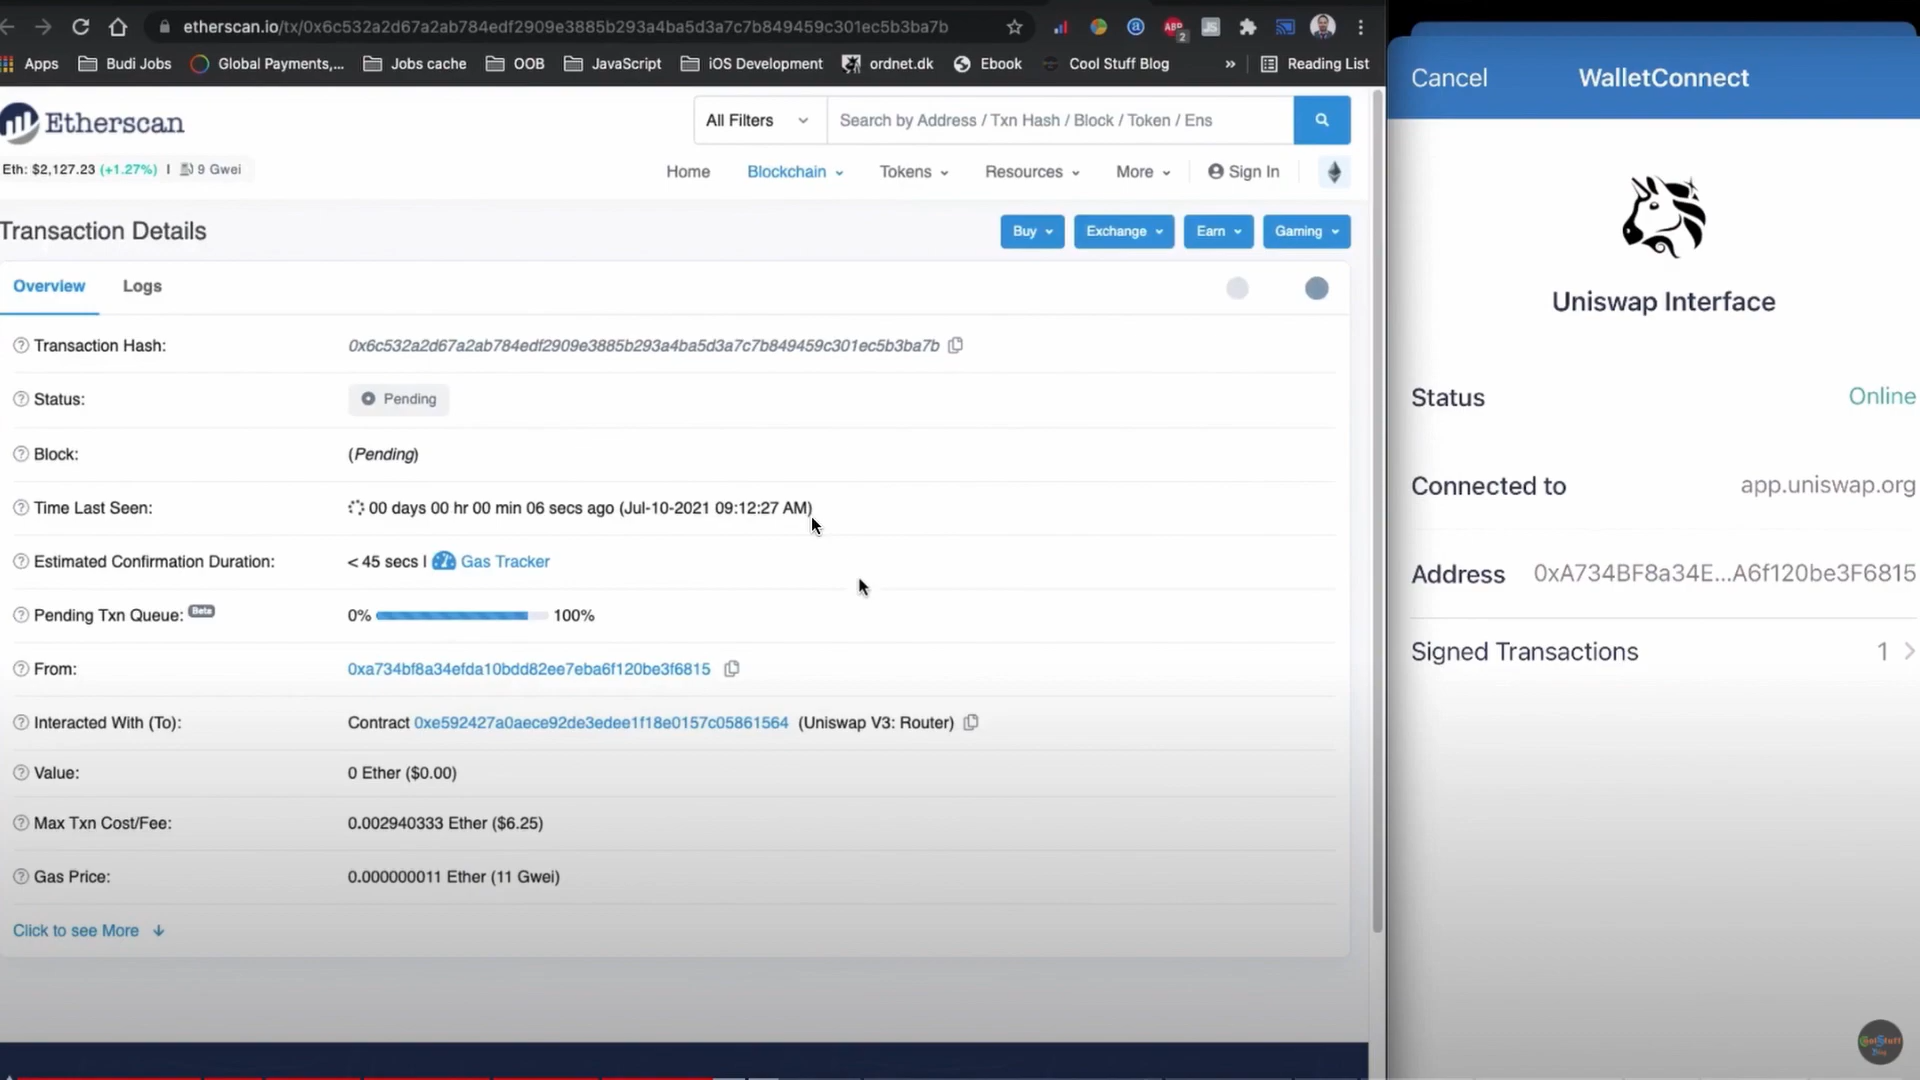 etherscan.io/tx/0x6c532a2d67a2ab784edf2909e3885b293a4ba5d3a7c7b849459c301ec5b3ba7b
ABP
2
JS
Apps
Budi Jobs
Global Payments,...
Jobs cache
OOB
JavaScript
iOS Development
ordnet.dk
Ebook
Cool Stuff Blog
»
Reading List
Etherscan
All Filters
Search by Address / Txn Hash / Block / Token / Ens
Eth: $2,127.23 (+1.27%) | 9 Gwei
Home
Blockchain
Tokens
Resources
More
Sign In
Transaction Details
Buy
Exchange
Earn
Gaming
Overview
Logs
Transaction Hash: 0x6c532a2d67a2ab784edf2909e3885b293a4ba5d3a7c7b849459c301ec5b3ba7b
Status: Pending
Block: (Pending)
Time Last Seen: 00 days 00 hr 00 min 06 secs ago (Jul-10-2021 09:12:27 AM)
Estimated Confirmation Duration: < 45 secs | Gas Tracker
Pending Txn Queue: Beta 0% 100%
From: 0xa734bf8a34efda10bdd82ee7eba6f120be3f6815
Interacted With (To): Contract 0xe592427a0aece92de3edee1f18e0157c05861564 (Uniswap V3: Router)
Value: 0 Ether ($0.00)
Max Txn Cost/Fee: 0.002940333 Ether ($6.25)
Gas Price: 0.000000011 Ether (11 Gwei)
Click to see More
Cancel
WalletConnect
Uniswap Interface
Status Online
Connected to app.uniswap.org
Address 0xA734BF8a34E...A6f120be3F6815
Signed Transactions 1